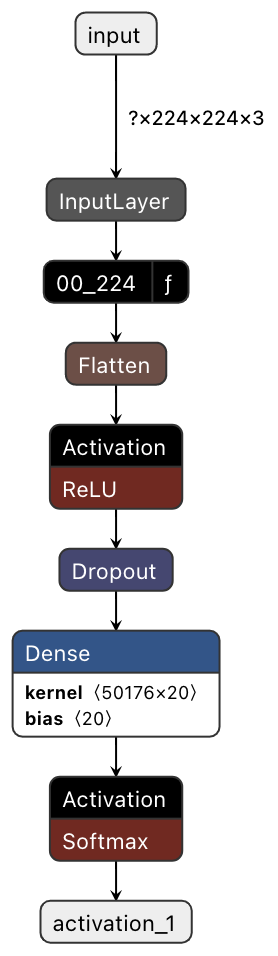 input
?×224×224×3
InputLayer
00_224 ƒ
Flatten
Activation
ReLU
Dropout
Dense
kernel 〈50176×20〉
bias 〈20〉
Activation
Softmax
activation_1